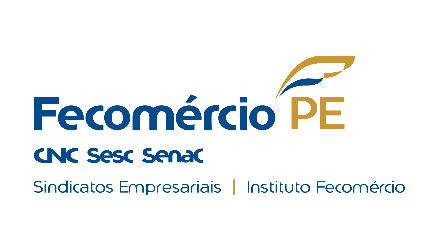 Fecomércio PE
CNC Sesc Senac
Sindicatos Empresariais | Instituto Fecomércio